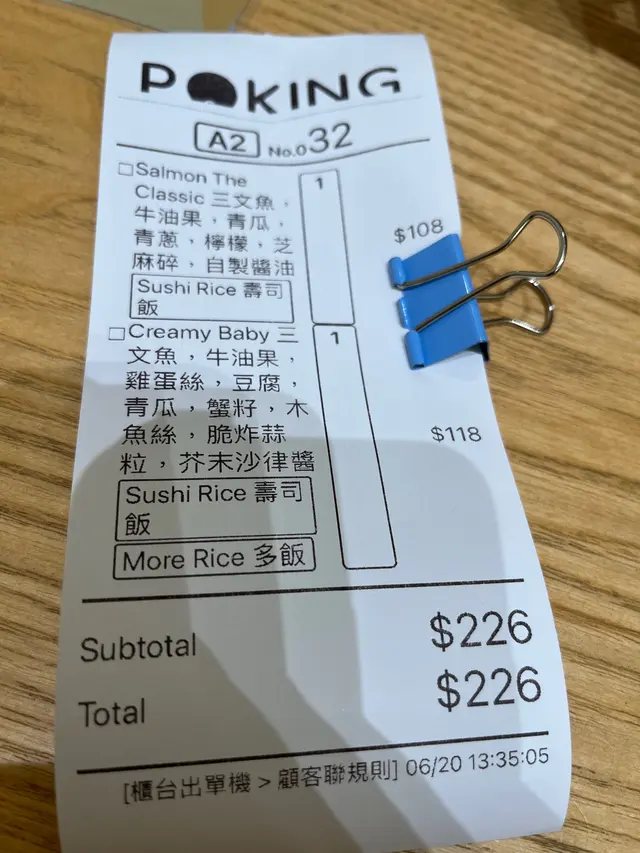 POKING
A2 No.032
□Salmon The 1
Classic 三文魚， $108
牛油果，青瓜，
青蔥，檸檬，芝
麻碎，自製醬油
Sushi Rice 壽司
飯
□Creamy Baby 三 1
文魚，牛油果，
雞蛋絲，豆腐，
青瓜，蟹籽，木
魚絲，脆炸蒜 $118
粒，芥末沙律醬
Sushi Rice 壽司
飯
More Rice 多飯
Subtotal $226
Total $226
[櫃台出單機 > 顧客聯規則] 06/20 13:35:05